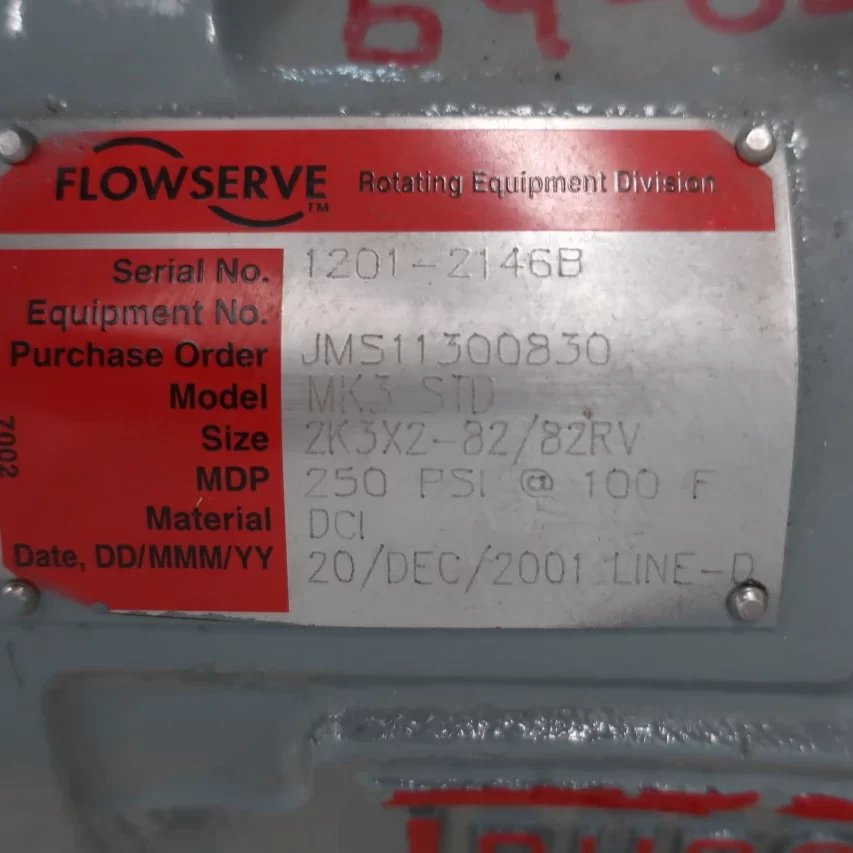 FLOWSERVE™ Rotating Equipment Division
Serial No. 1201-2146B
Equipment No.
Purchase Order JMS11300830
Model MK3 STD
Size 2K3X2-82/82RV
MDP 250 PSI @ 100 F
Material DCI
Date, DD/MMM/YY 20/DEC/2001 LINE-D
7002